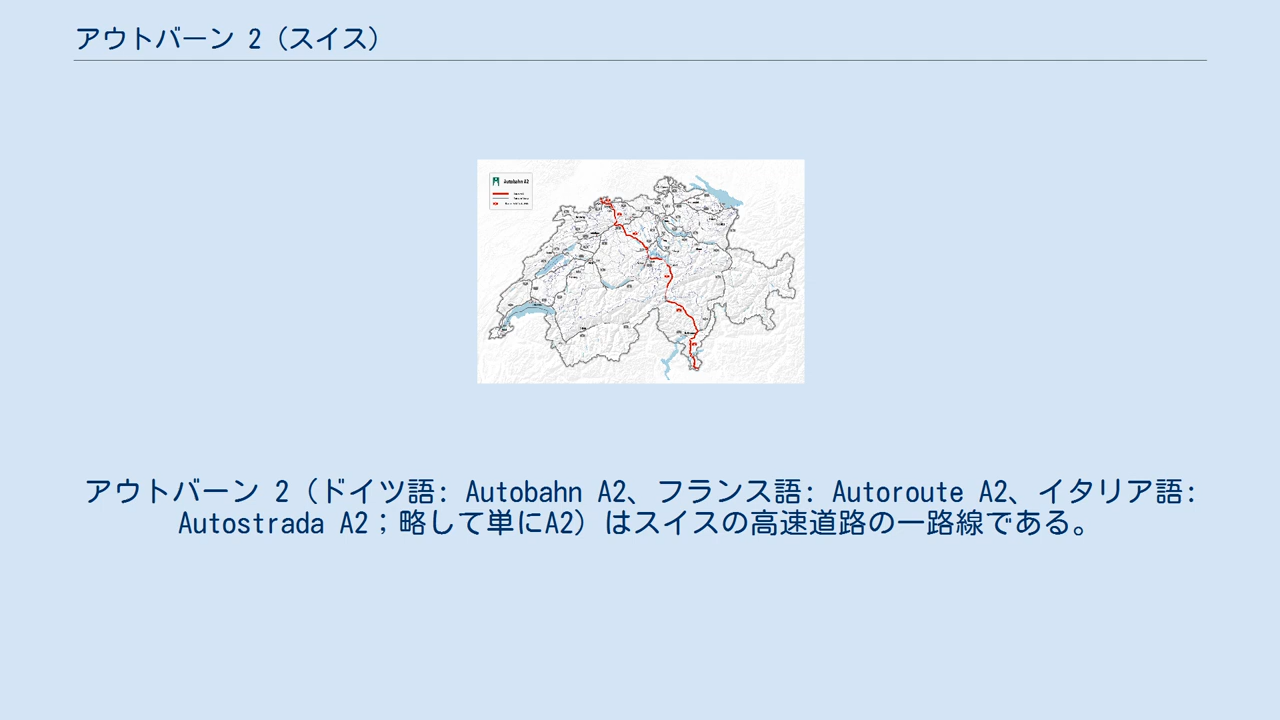 アウトバーン 2（スイス）
Autobahn A2
アウトバーン 2（ドイツ語: Autobahn A2、フランス語: Autoroute A2、イタリア語:
Autostrada A2；略して単にA2）はスイスの高速道路の一路線である。